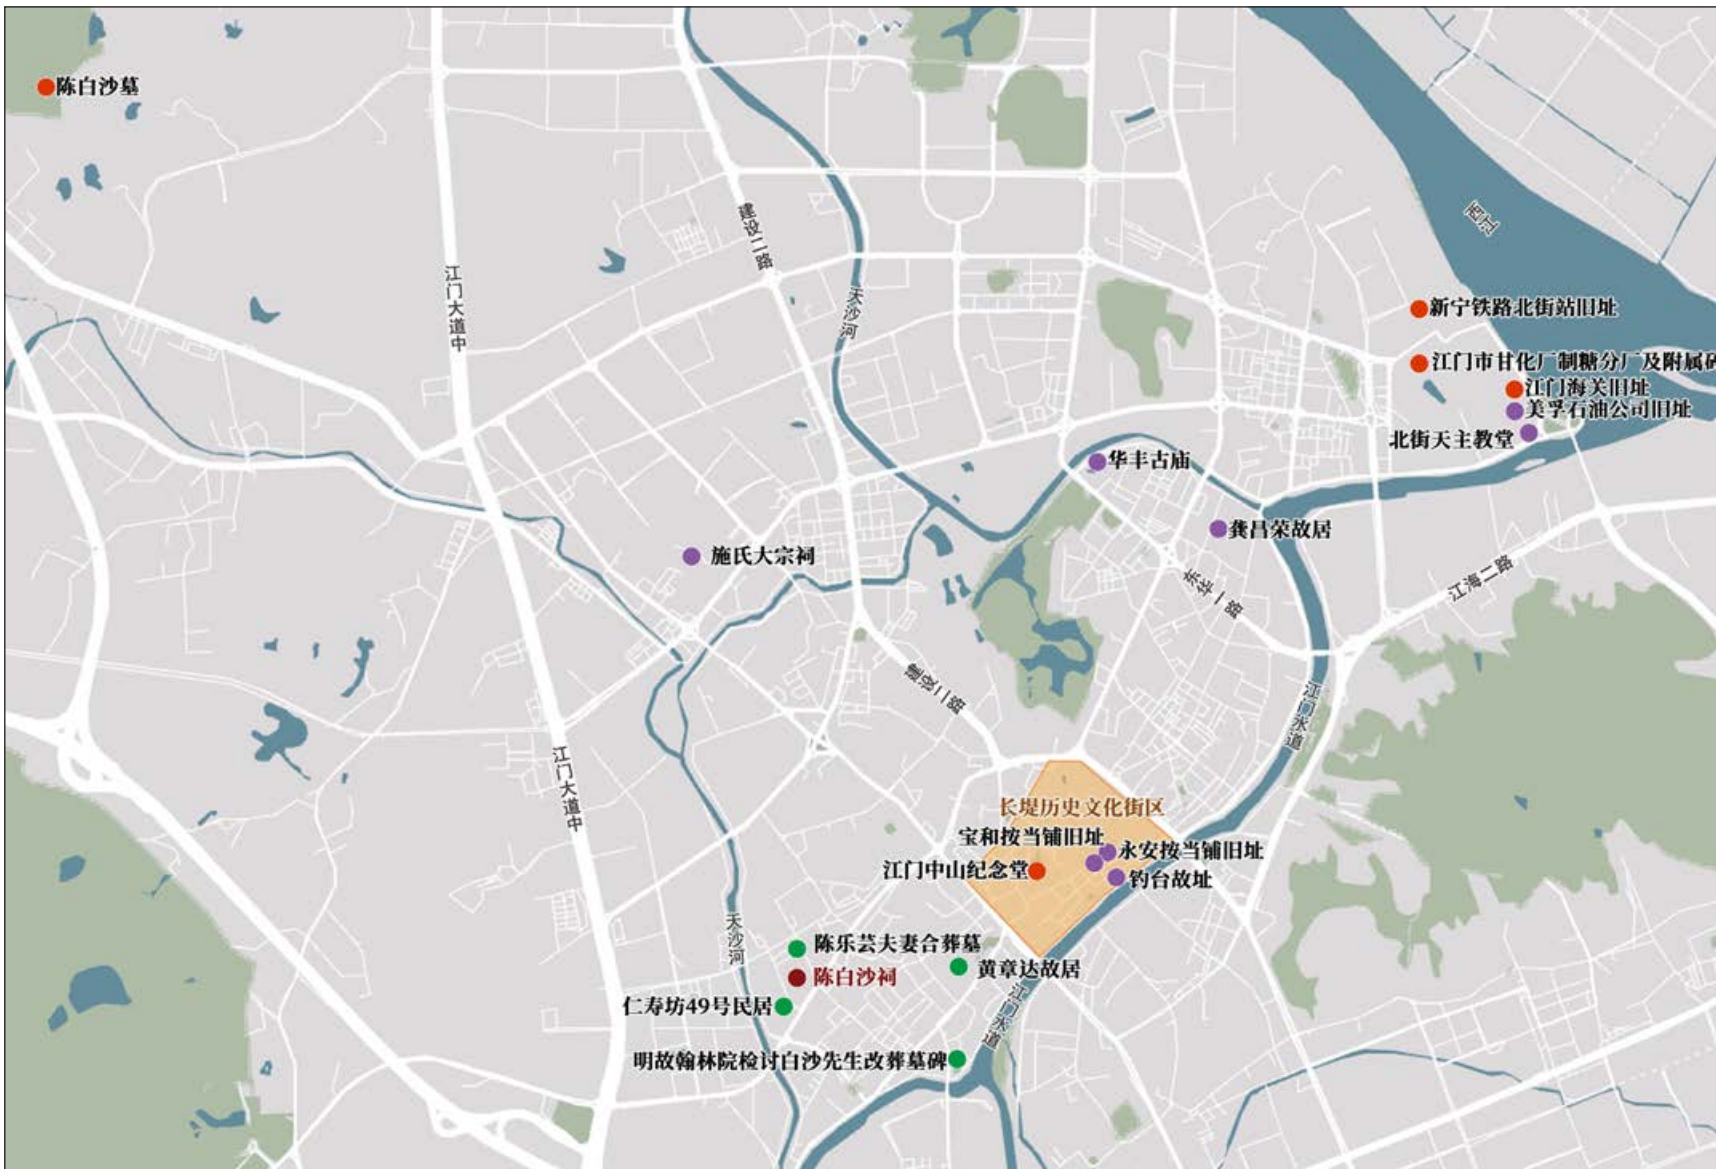 陈白沙墓
建设二路
西江
江门大道中
天沙河
新宁铁路北街站旧址
江门市甘化厂制糖分厂及附属码
江门海关旧址
美孚石油公司旧址
北街天主教堂
华丰古庙
龚昌荣故居
施氏大宗祠
东华一路
江海二路
建设二路
江门水道
江门大道中
长堤历史文化街区
宝和按当铺旧址
永安按当铺旧址
江门中山纪念堂
钓台故址
天沙河
陈乐芸夫妻合葬墓
黄章达故居
陈白沙祠
仁寿坊49号民居
江门水道
明故翰林院检讨白沙先生改葬墓碑